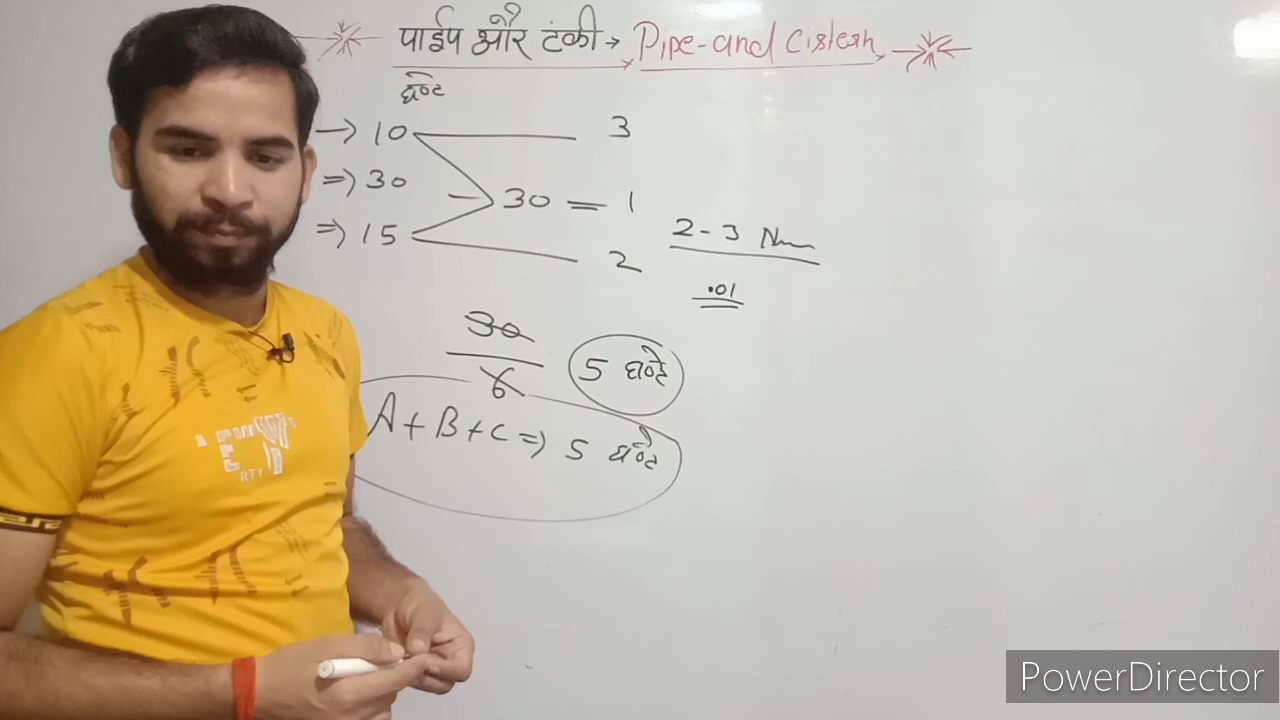 पाईप और टंकी → Pipe-and Cistern
घण्टे
→ 10 3
⇒ 30 - 30 = 1
⇒ 15 2
2-3
.01
30
6
5 घण्टे
A+B+C ⇒ 5 घण्टे
RTY
PowerDirector